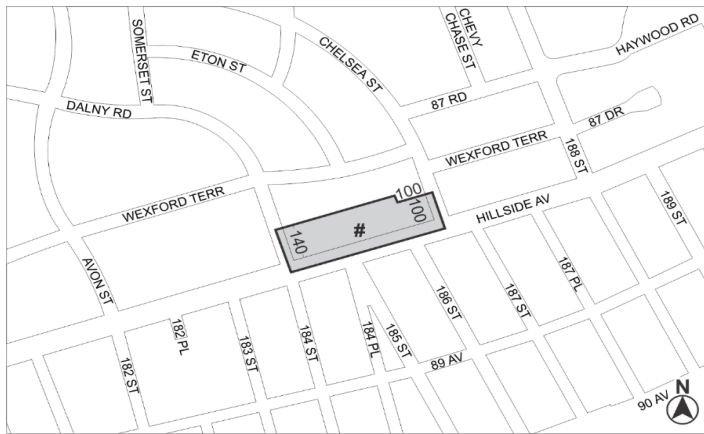 SOMERSET ST
ETON ST
CHELSEA ST
CHEVY
CHASE ST
HAYWOOD RD
DALNY RD
87 RD
87 DR
WEXFORD TERR
188 ST
WEXFORD TERR
100
100
HILLSIDE AV
189 ST
#
140
AVON ST
187 PL
187 ST
186 ST
182 PL
183 ST
184 ST
184 PL
185 ST
182 ST
89 AV
90 AV
N